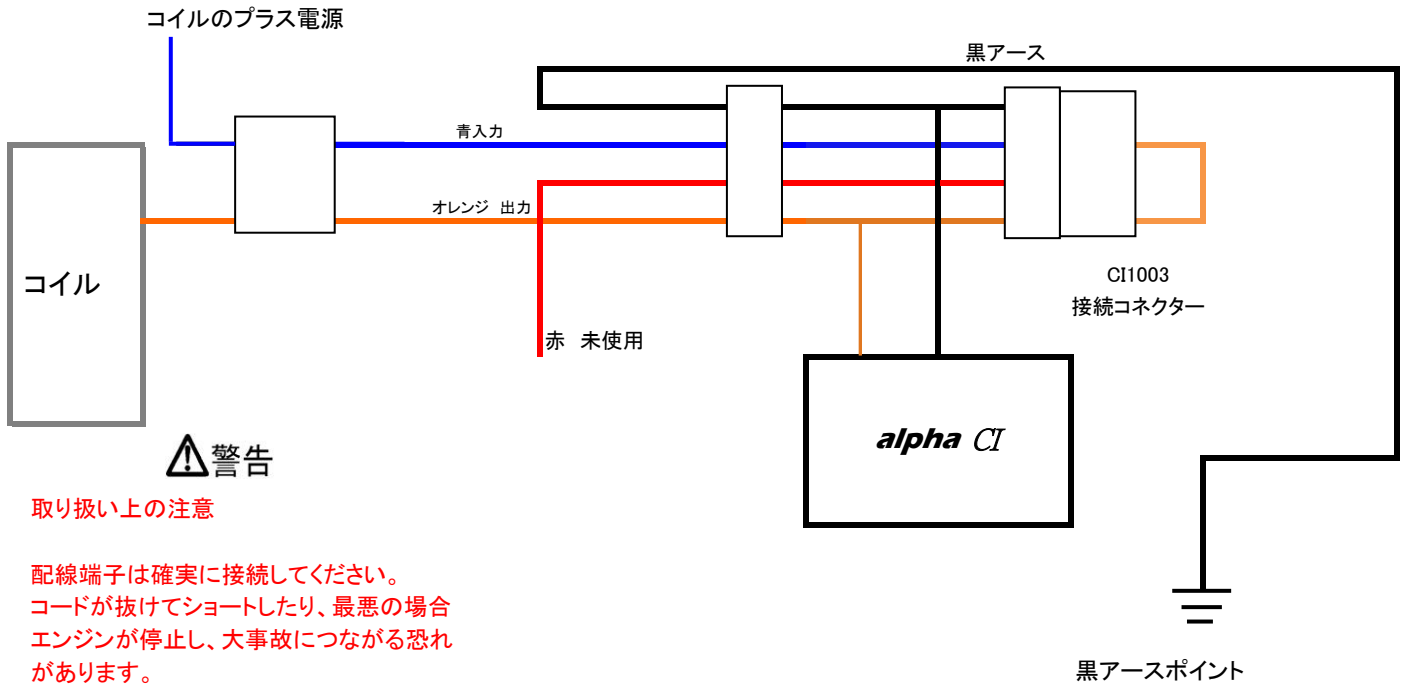 コイルのプラス電源
黒アース
青入力
オレンジ 出力
コイル
CI1003
接続コネクター
赤 未使用
alpha CI
警告
取り扱い上の注意
配線端子は確実に接続してください。
コードが抜けてショートしたり、最悪の場合
エンジンが停止し、大事故につながる恐れ
があります。
黒アースポイント